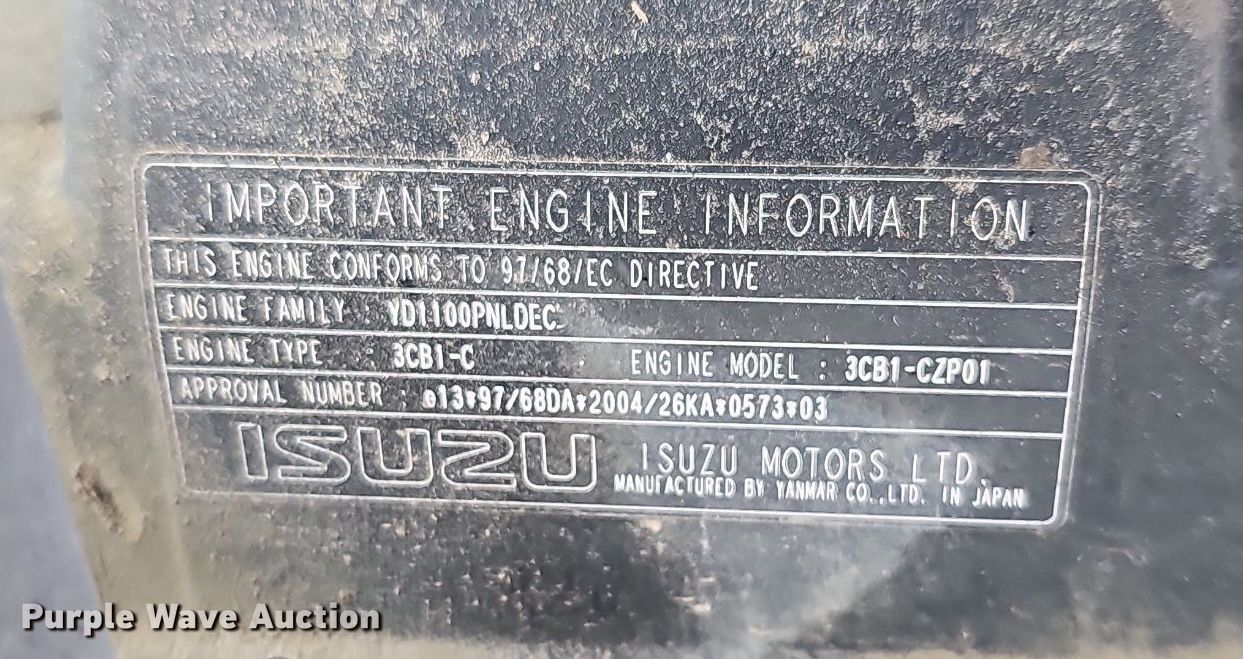 IMPORTANT ENGINE INFORMATION
THIS ENGINE CONFORMS TO 97/68/EC DIRECTIVE
ENGINE FAMILY : YD1100PNLDEC
ENGINE TYPE : 3CB1-C ENGINE MODEL : 3CB1-CZP01
APPROVAL NUMBER : e13*97/68DA*2004/26KA*0573*03
ISUZU ISUZU MOTORS LTD.
MANUFACTURED BY YANMAR CO.,LTD. IN JAPAN
Purple Wave Auction